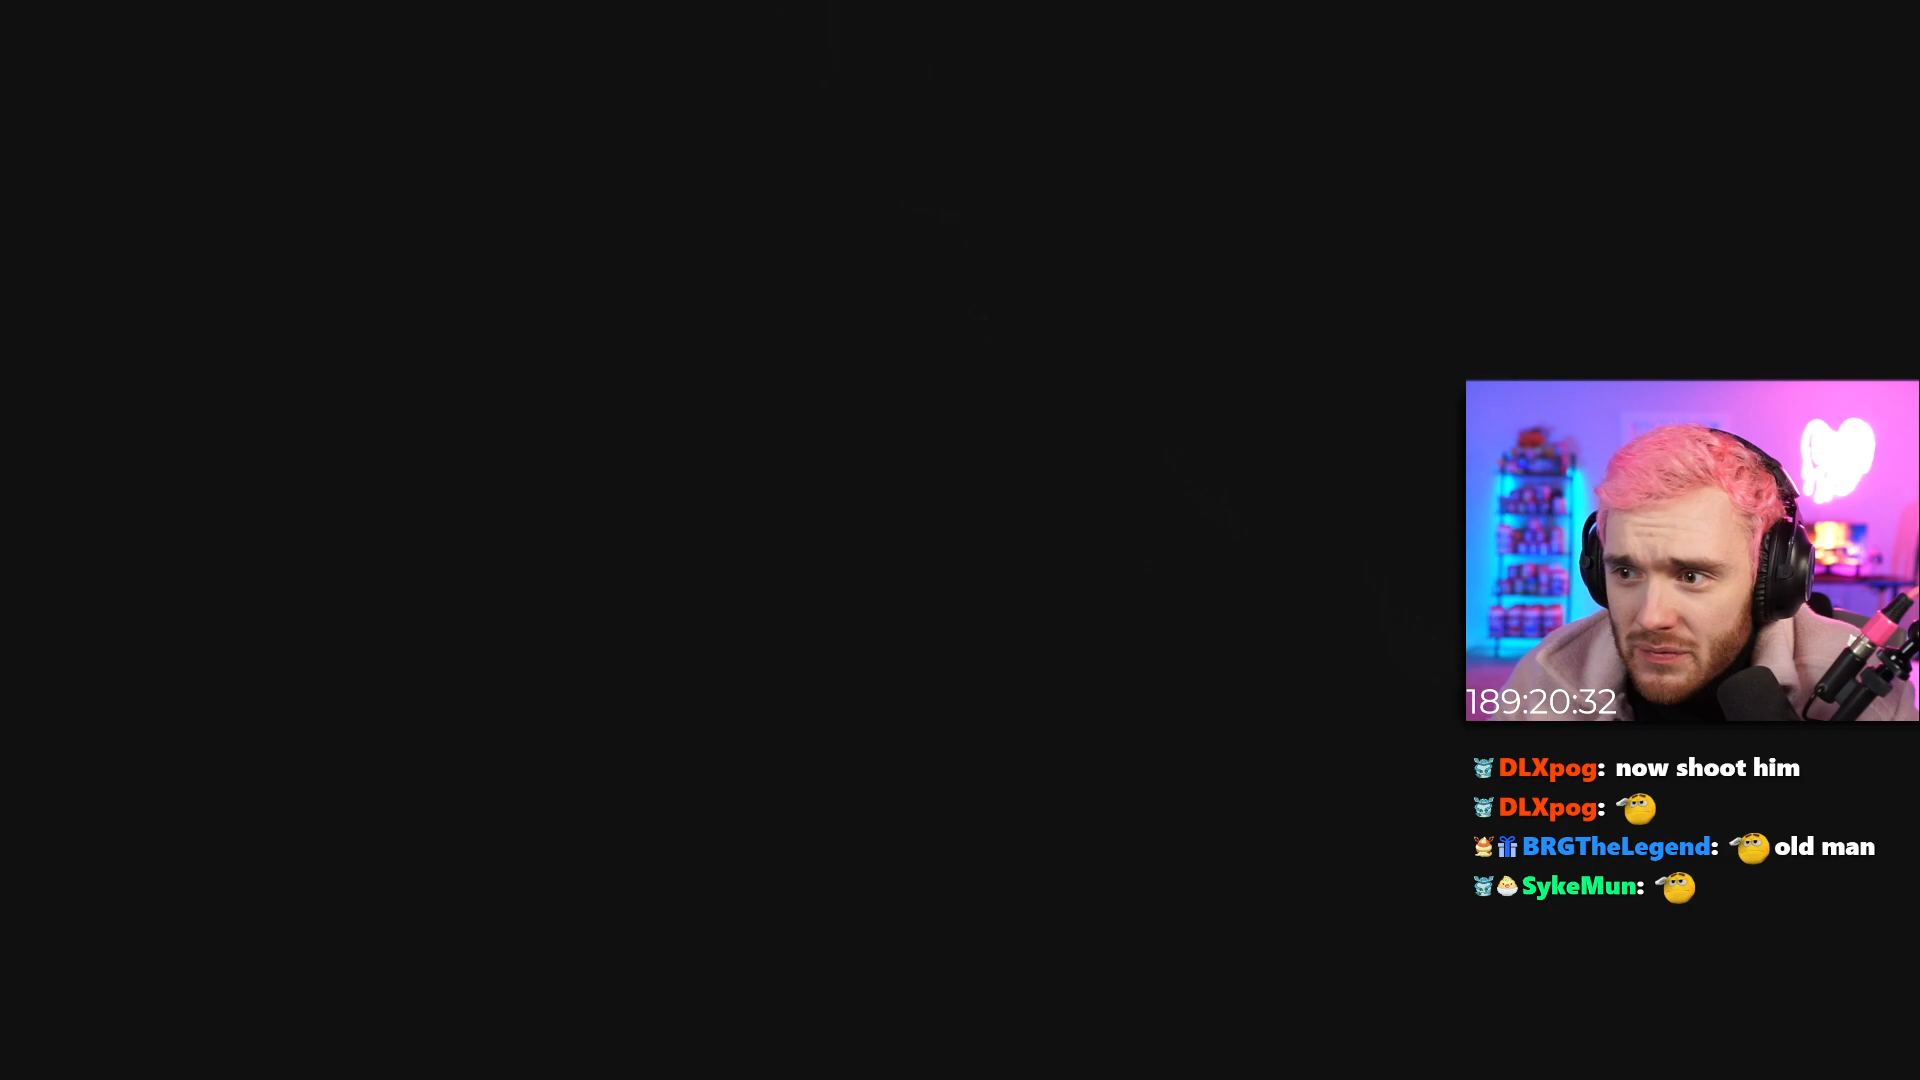 189:20:32
DLXpog: now shoot him
DLXpog:
BRGTheLegend: old man
SykeMun: